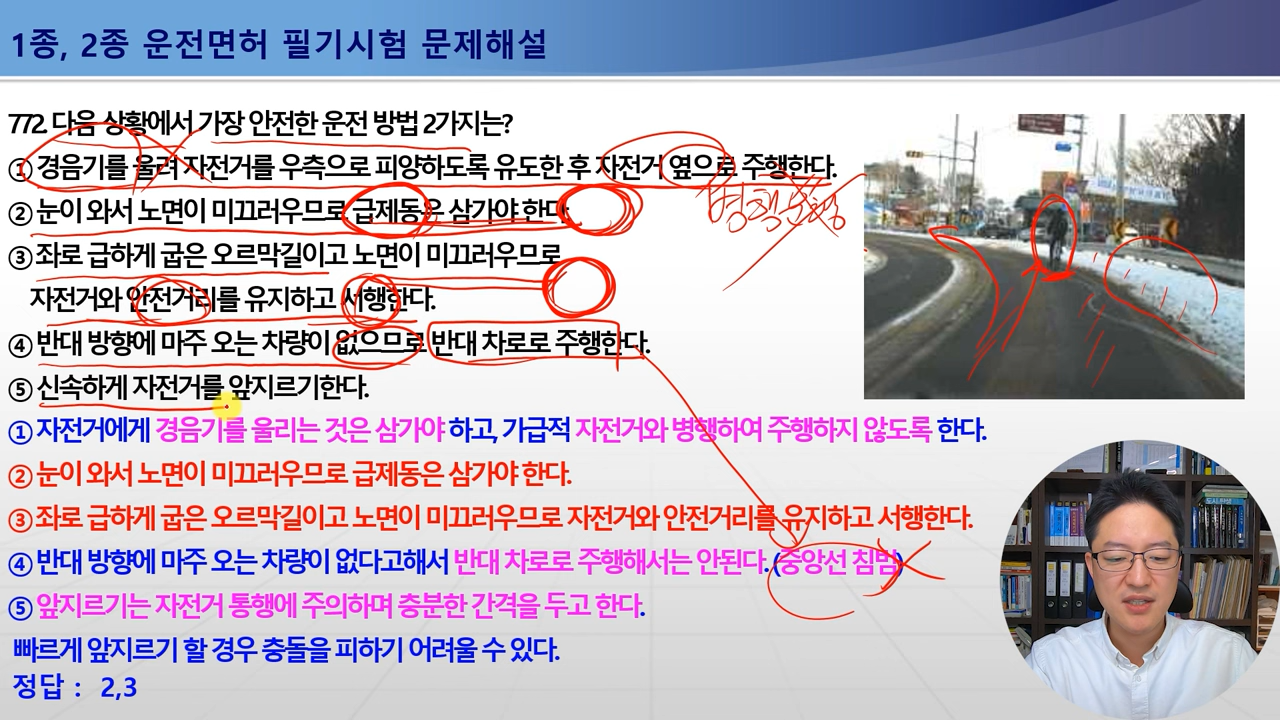 1종, 2종 운전면허 필기시험 문제해설
772. 다음 상황에서 가장 안전한 운전 방법 2가지는?
① 경음기를 울려 자전거를 우측으로 피양하도록 유도한 후 자전거 옆으로 주행한다.
② 눈이 와서 노면이 미끄러우므로 급제동은 삼가야 한다.
③ 좌로 급하게 굽은 오르막길이고 노면이 미끄러우므로
자전거와 안전거리를 유지하고 서행한다.
④ 반대 방향에 마주 오는 차량이 없으므로 반대 차로로 주행한다.
⑤ 신속하게 자전거를 앞지르기한다.
① 자전거에게 경음기를 울리는 것은 삼가야 하고, 가급적 자전거와 병행하여 주행하지 않도록 한다.
② 눈이 와서 노면이 미끄러우므로 급제동은 삼가야 한다.
③ 좌로 급하게 굽은 오르막길이고 노면이 미끄러우므로 자전거와 안전거리를 유지하고 서행한다.
④ 반대 방향에 마주 오는 차량이 없다고해서 반대 차로로 주행해서는 안된다. (중앙선 침범)
⑤ 앞지르기는 자전거 통행에 주의하며 충분한 간격을 두고 한다.
빠르게 앞지르기 할 경우 충돌을 피하기 어려울 수 있다.
정답 : 2,3